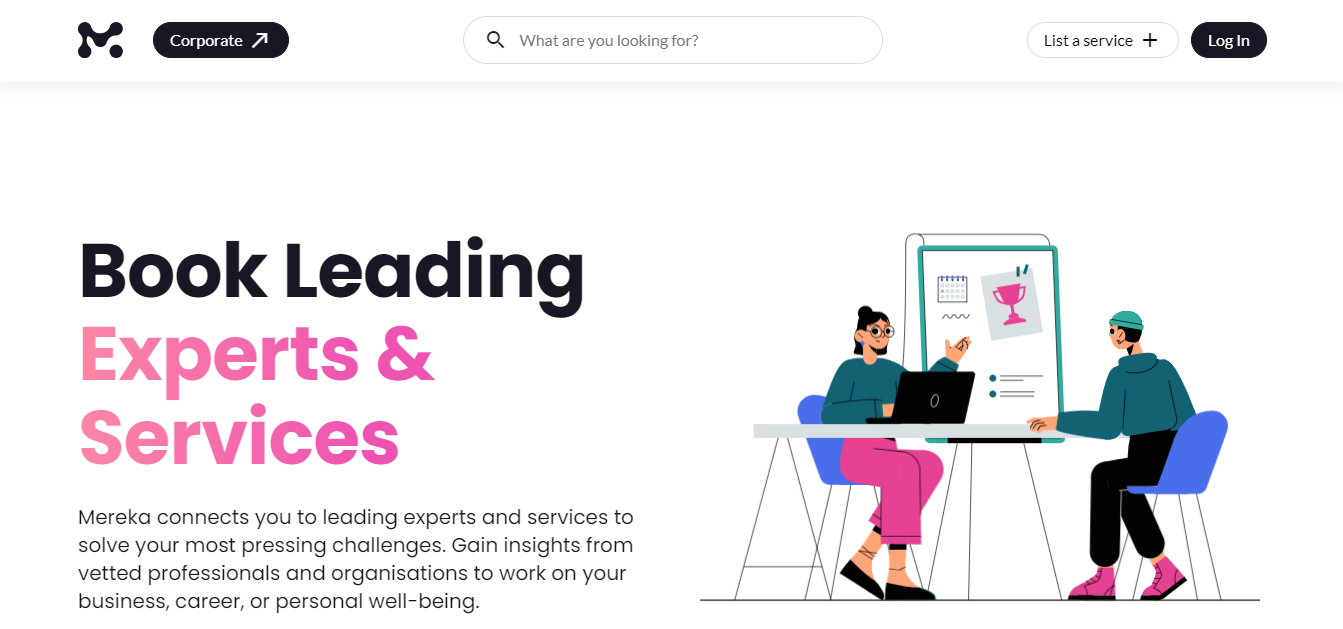 Corporate
What are you looking for?
List a service
Log In
Book Leading
Experts &
Services
Mereka connects you to leading experts and services to
solve your most pressing challenges. Gain insights from
vetted professionals and organisations to work on your
business, career, or personal well-being.